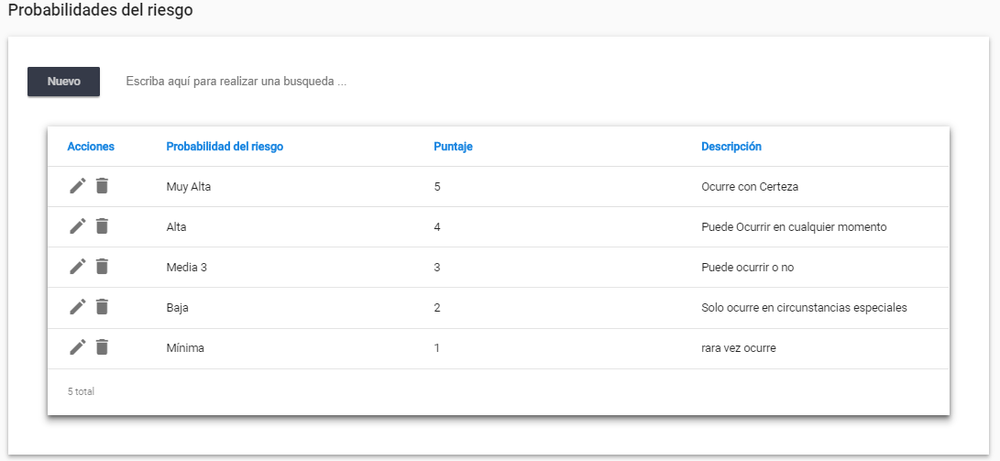 Probabilidades del riesgo
Nuevo Escriba aquí para realizar una busqueda ...
Acciones Probabilidad del riesgo Puntaje Descripción
Muy Alta 5 Ocurre con Certeza
Alta 4 Puede Ocurrir en cualquier momento
Media 3 3 Puede ocurrir o no
Baja 2 Solo ocurre en circunstancias especiales
Mínima 1 rara vez ocurre
5 total